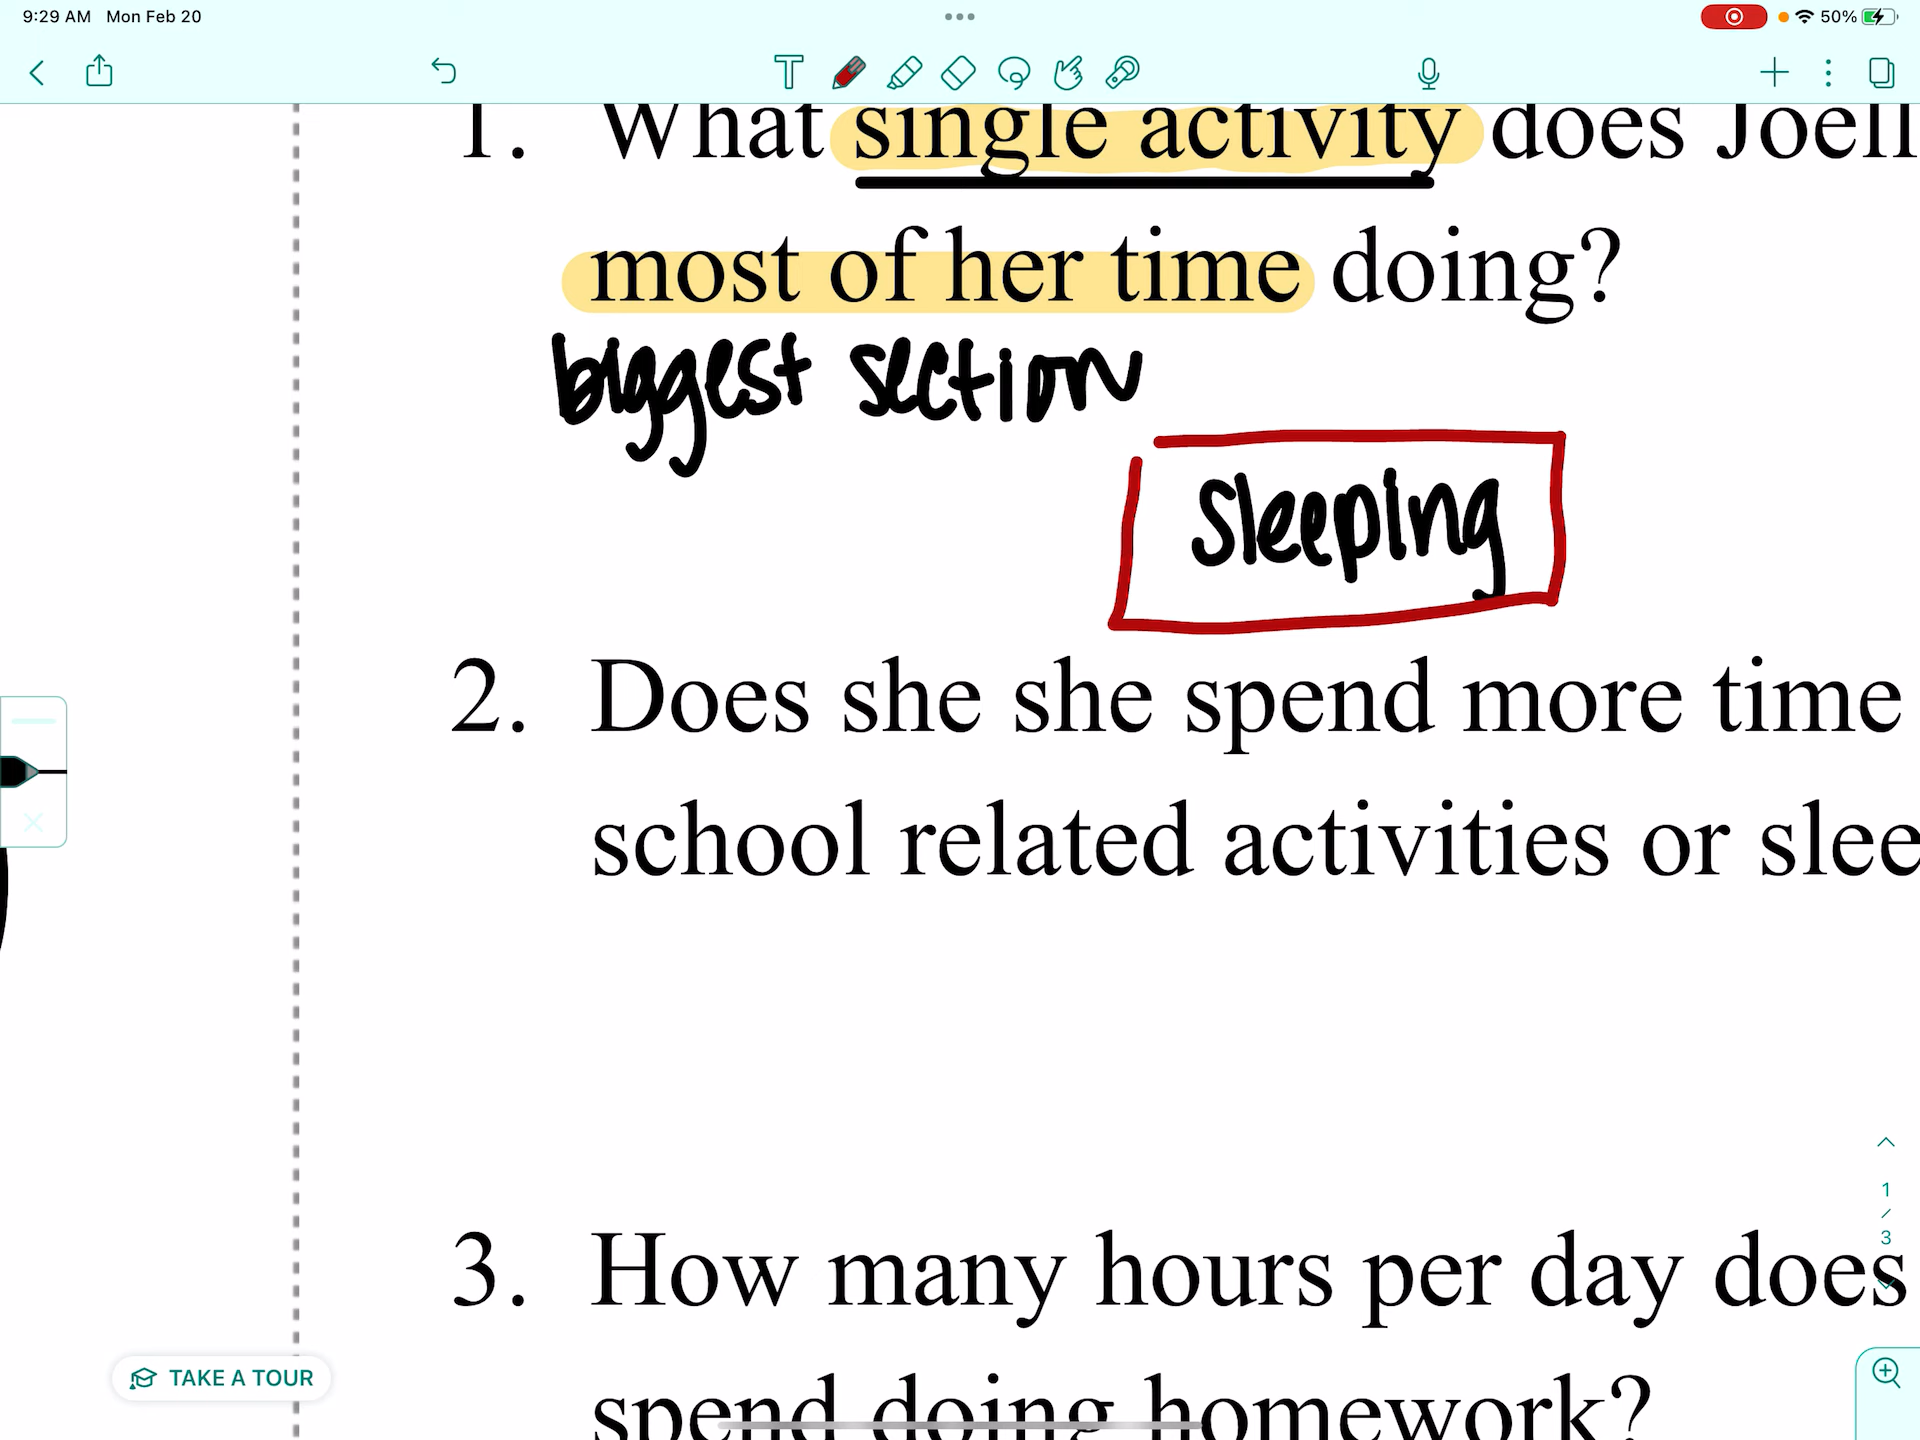 9:29 AM Mon Feb 20
50%
1. What single activity does Joell
most of her time doing?
biggest section
sleeping
2. Does she she spend more time
school related activities or slee
3. How many hours per day does
spend doing homework?
1
/
3
TAKE A TOUR